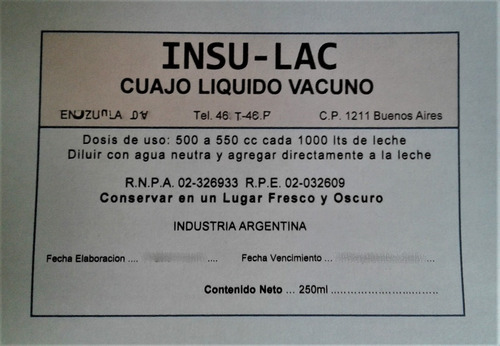 INSU-LAC
CUAJO LIQUIDO VACUNO
Tel. C.P. 1211 Buenos Aires
Dosis de uso: 500 a 550 cc cada 1000 lts de leche
Diluir con agua neutra y agregar directamente a la leche
R.N.P.A. 02-326933 R.P.E. 02-032609
Conservar en un Lugar Fresco y Oscuro
INDUSTRIA ARGENTINA
Fecha Elaboracion .... Fecha Vencimiento ...
Contenido Neto ... 250ml ...........................